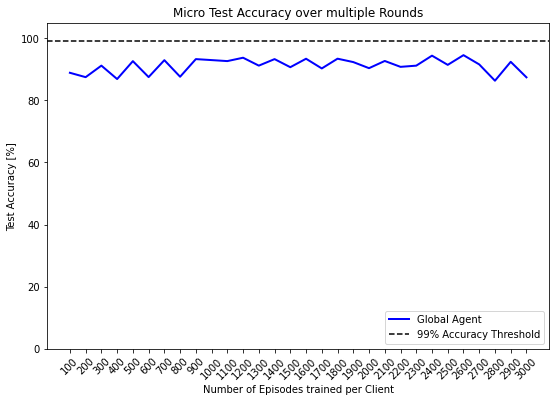 Micro Test Accuracy over multiple Rounds
Test Accuracy [%]
100
80
60
40
20
0
Global Agent
99% Accuracy Threshold
100 200 300 400 500 600 700 800 900 1000 1100 1200 1300 1400 1500 1600 1700 1800 1900 2000 2100 2200 2300 2400 2500 2600 2700 2800 2900 3000
Number of Episodes trained per Client